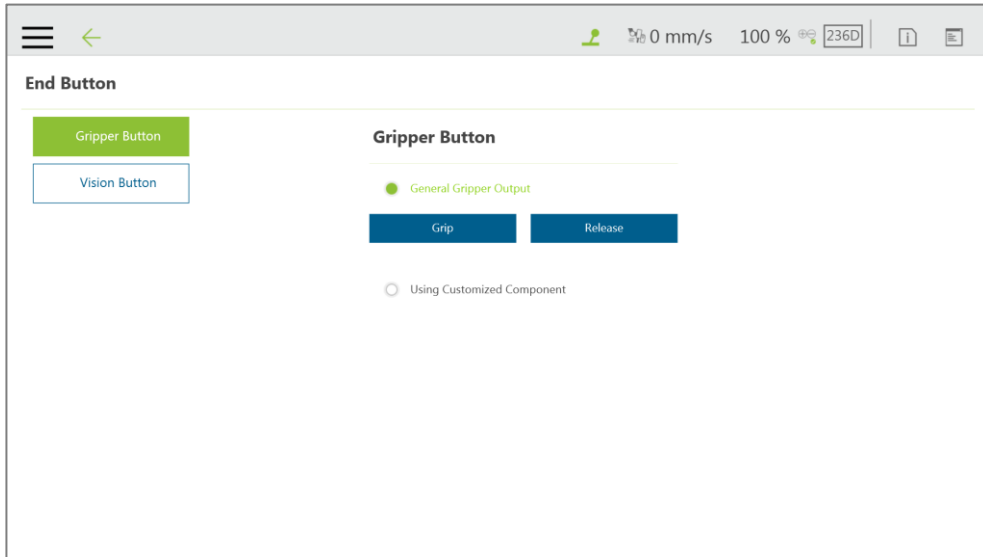 0 mm/s 100 % 236D
End Button
Gripper Button
Vision Button
Gripper Button
General Gripper Output
Grip Release
Using Customized Component